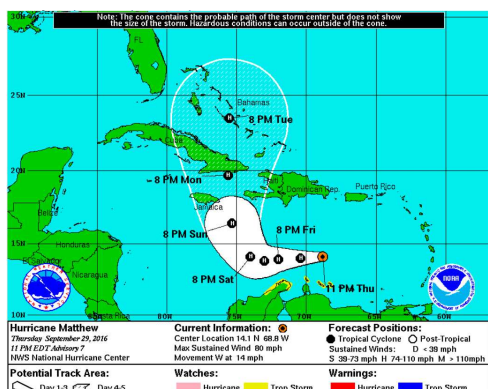 Note: The cone contains the probable path of the storm center but does not show
the size of the storm. Hazardous conditions can occur outside of the cone.
30N
FL
25N
Bahamas
H
8 PM Tue
Cuba
20N
8 PM Mon
H
Haiti
Dominican Rep.
Puerto Rico
Jamaica
Belize
8 PM Sun
H
8 PM Fri
Honduras
15N
El Salvador
H
H
H
H
H
Nicaragua
8 PM Sat
11 PM Thu
NOAA
10N
Costa Rica
85W
80W
75W
70W
65W
Hurricane Matthew
Thursday September 29, 2016
11 PM EDT Advisory 7
NWS National Hurricane Center
Current Information:
Center Location 14.1 N 68.8 W
Max Sustained Wind 80 mph
Movement W at 14 mph
Forecast Positions:
Tropical Cyclone Post-Tropical
Sustained Winds: D < 39 mph
S 39-73 mph H 74-110 mph M > 110mph
Potential Track Area:
Day 1-3 Day 4-5
Watches:
Hurricane Trop Storm
Warnings:
Hurricane Trop Storm